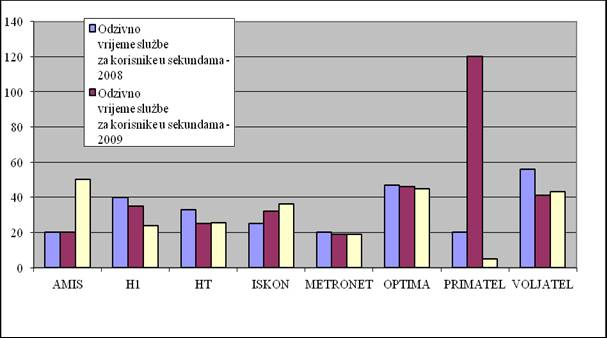 140
120
100
80
60
40
20
0
Odzivno
vrijeme službe
za korisnike u sekundama -
2008
Odzivno
vrijeme službe
za korisnike u sekundama -
2009
AMIS H1 HT ISKON METRONET OPTIMA PRIMATEL VOLJATEL